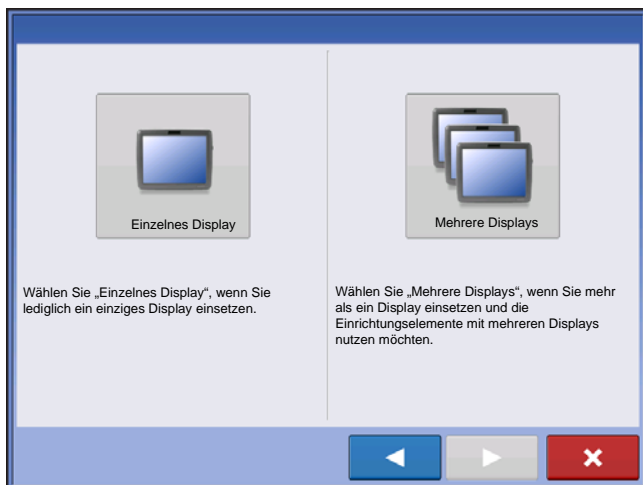 Einzelnes Display
Wählen Sie „Einzelnes Display“, wenn Sie
lediglich ein einziges Display einsetzen.
Mehrere Displays
Wählen Sie „Mehrere Displays“, wenn Sie mehr
als ein Display einsetzen und die
Einrichtungselemente mit mehreren Displays
nutzen möchten.